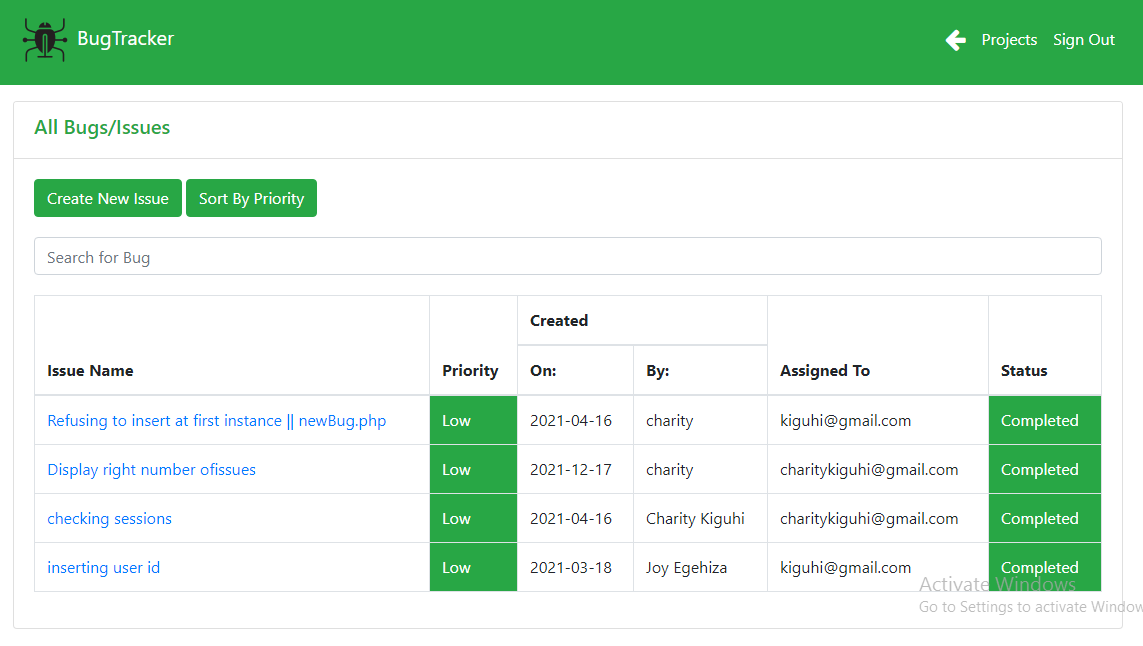 BugTracker
Projects Sign Out
All Bugs/Issues
Create New Issue Sort By Priority
Search for Bug
Created
Issue Name Priority On: By: Assigned To Status
Refusing to insert at first instance || newBug.php Low 2021-04-16 charity kiguhi@gmail.com Completed
Display right number ofissues Low 2021-12-17 charity charitykiguhi@gmail.com Completed
checking sessions Low 2021-04-16 Charity Kiguhi charitykiguhi@gmail.com Completed
inserting user id Low 2021-03-18 Joy Egehiza kiguhi@gmail.com Completed
Activate Windows
Go to Settings to activate Window